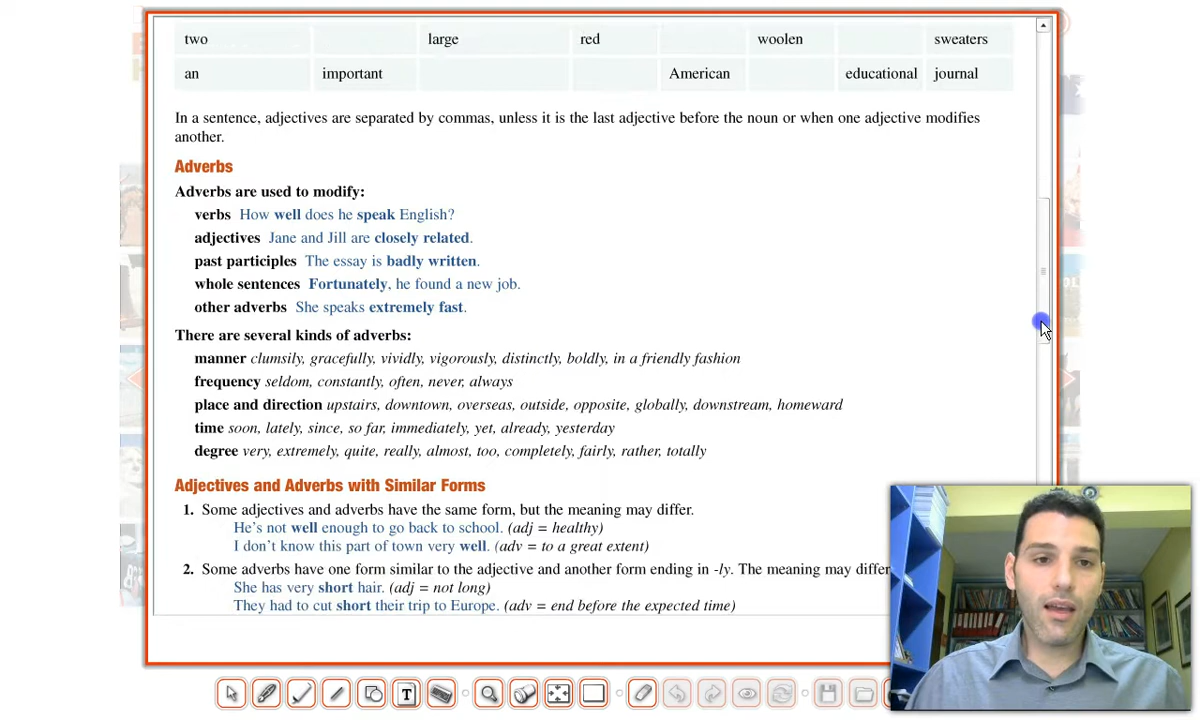 two large red woolen sweaters
an important American educational journal
In a sentence, adjectives are separated by commas, unless it is the last adjective before the noun or when one adjective modifies
another.
Adverbs
Adverbs are used to modify:
verbs How well does he speak English?
adjectives Jane and Jill are closely related.
past participles The essay is badly written.
whole sentences Fortunately, he found a new job.
other adverbs She speaks extremely fast.
There are several kinds of adverbs:
manner clumsily, gracefully, vividly, vigorously, distinctly, boldly, in a friendly fashion
frequency seldom, constantly, often, never, always
place and direction upstairs, downtown, overseas, outside, opposite, globally, downstream, homeward
time soon, lately, since, so far, immediately, yet, already, yesterday
degree very, extremely, quite, really, almost, too, completely, fairly, rather, totally
Adjectives and Adverbs with Similar Forms
1. Some adjectives and adverbs have the same form, but the meaning may differ.
He's not well enough to go back to school. (adj = healthy)
I don't know this part of town very well. (adv = to a great extent)
2. Some adverbs have one form similar to the adjective and another form ending in -ly. The meaning may differ
She has very short hair. (adj = not long)
They had to cut short their trip to Europe. (adv = end before the expected time)
T